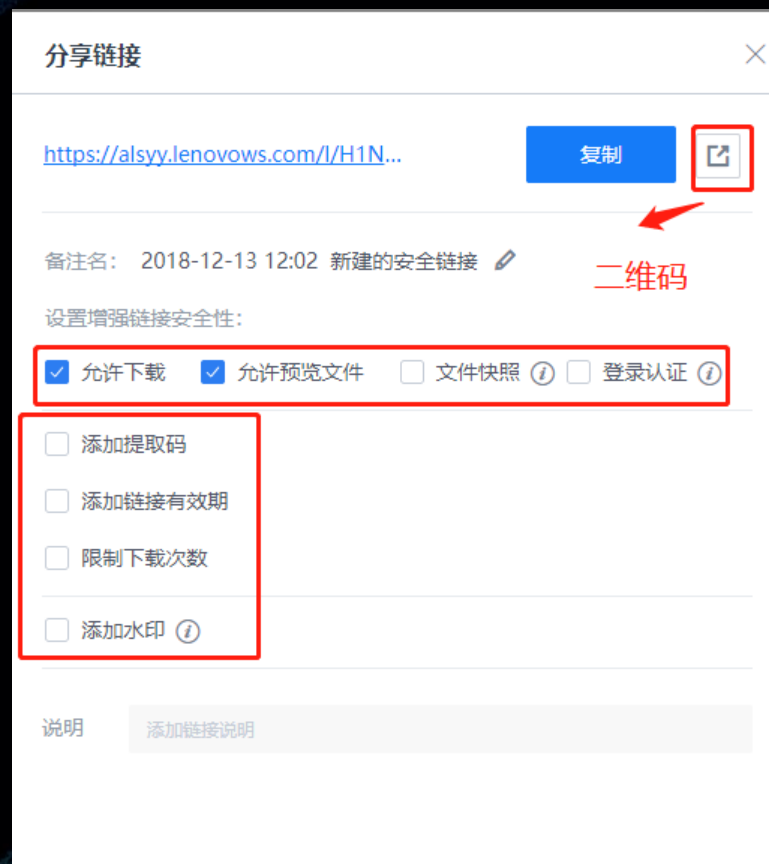 分享链接
https://alsyy.lenovows.com/l/H1N...
复制
备注名： 2018-12-13 12:02 新建的安全链接
二维码
设置增强链接安全性：
允许下载 允许预览文件 文件快照 登录认证
添加提取码
添加链接有效期
限制下载次数
添加水印
说明 添加链接说明